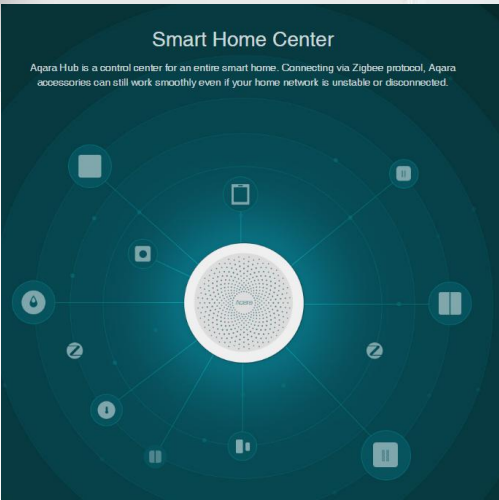 Smart Home Center
Aqara Hub is a control center for an entire smart home. Connecting via Zigbee protocol, Aqara
accessories can still work smoothly even if your home network is unstable or disconnected.
Aqara